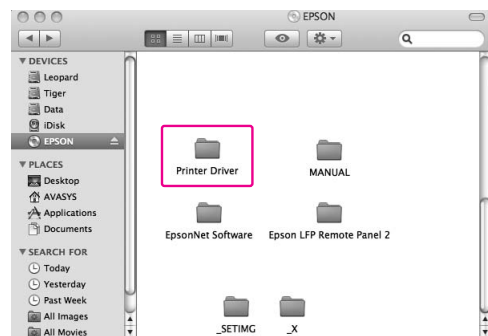 EPSON
DEVICES
Leopard
Tiger
Data
iDisk
EPSON
PLACES
Desktop
AVASYS
Applications
Documents
SEARCH FOR
Today
Yesterday
Past Week
All Images
All Movies
Printer Driver
MANUAL
EpsonNet Software
Epson LFP Remote Panel 2
_SETIMG
_X